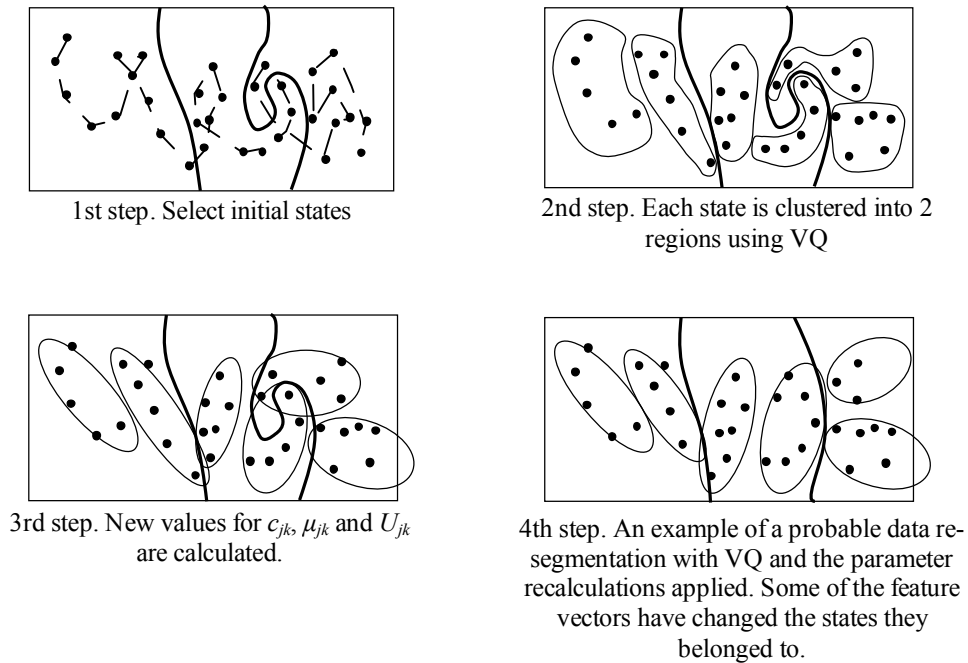 1st step. Select initial states
2nd step. Each state is clustered into 2
regions using VQ
3rd step. New values for cjk, μjk and Ujk
are calculated.
4th step. An example of a probable data re-
segmentation with VQ and the parameter
recalculations applied. Some of the feature
vectors have changed the states they
belonged to.